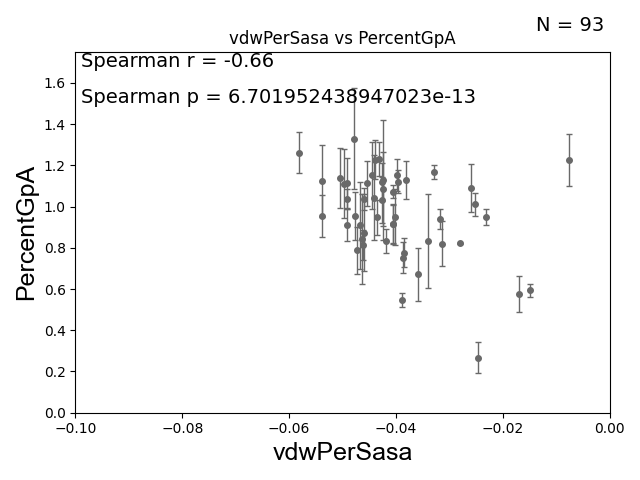 N = 93
vdwPerSasa vs PercentGpA
Spearman r = -0.66
Spearman p = 6.701952438947023e-13
PercentGpA
1.6
1.4
1.2
1.0
0.8
0.6
0.4
0.2
0.0
−0.10 −0.08 −0.06 −0.04 −0.02 0.00
vdwPerSasa